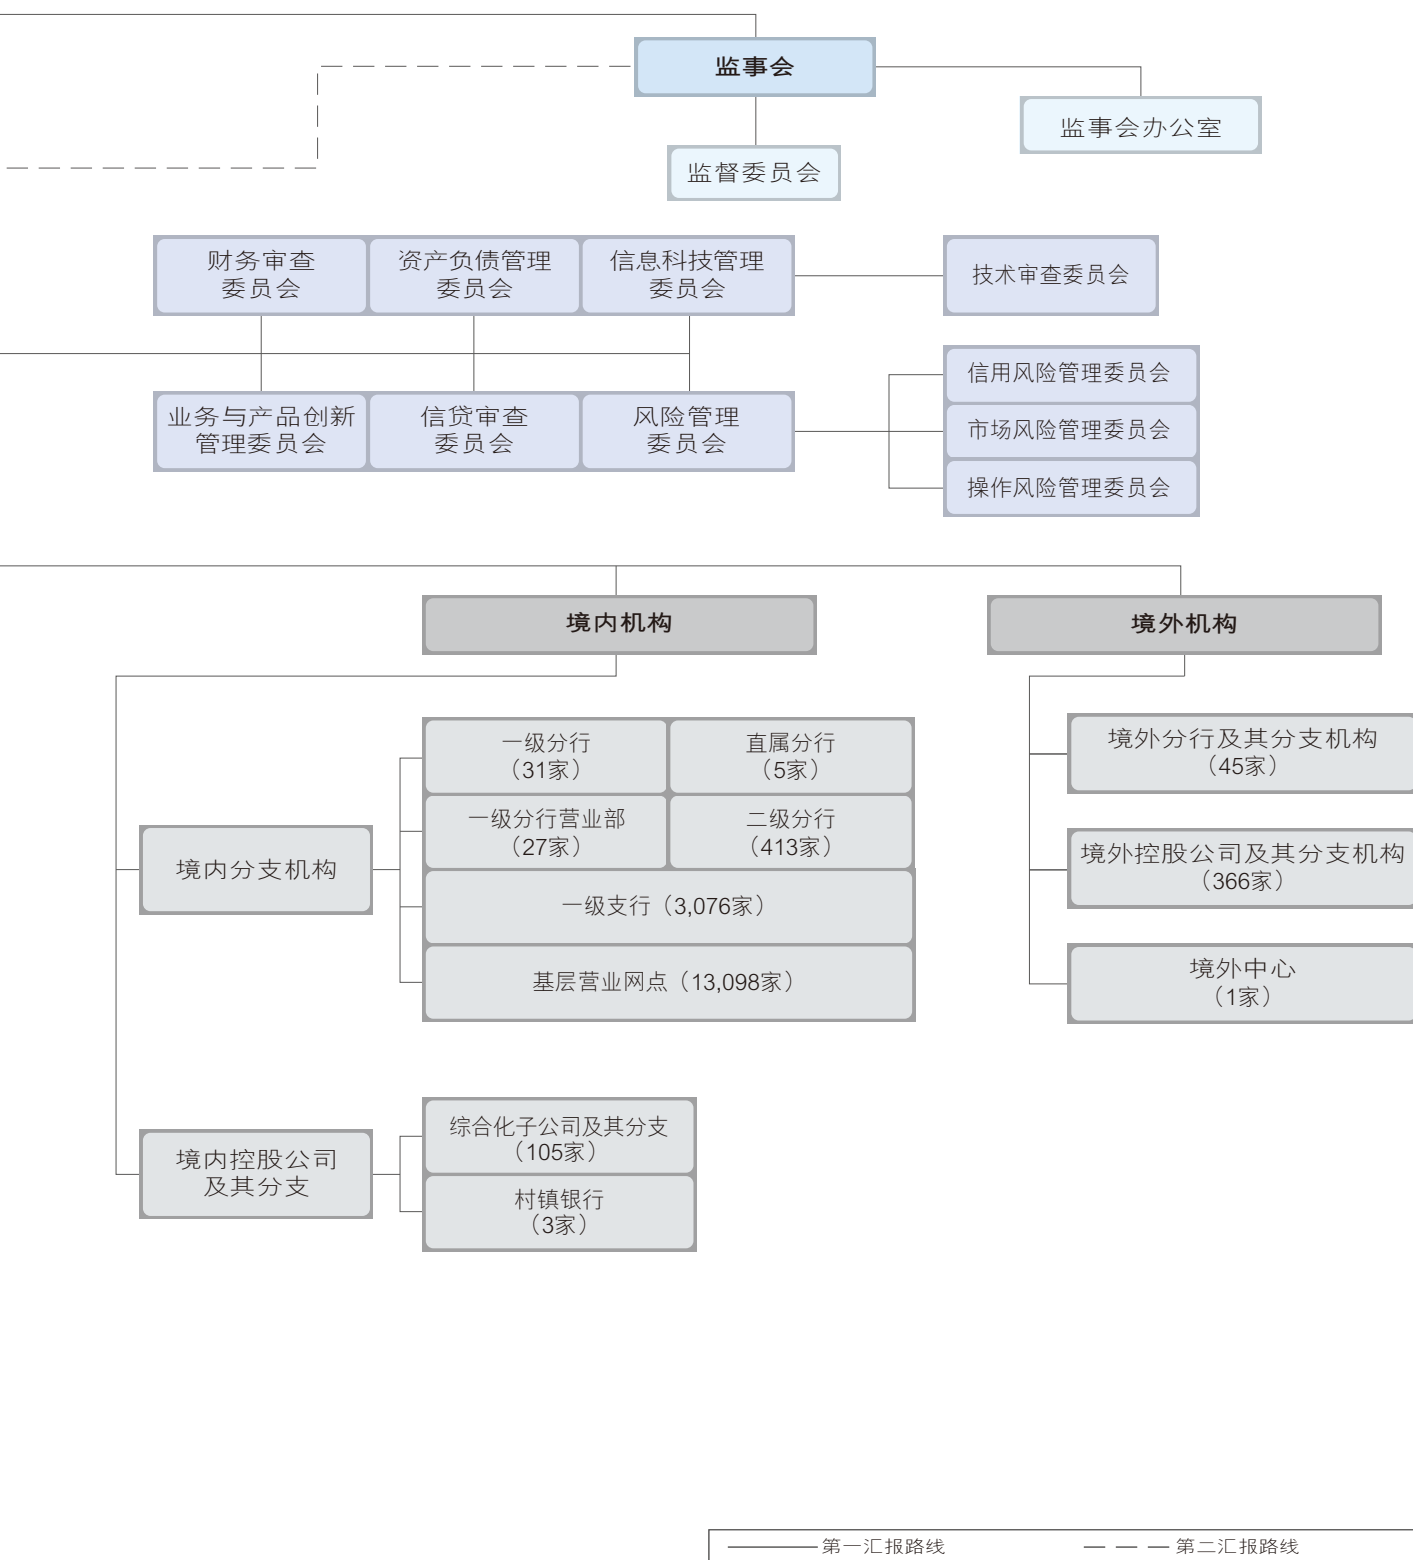 监事会
监事会办公室
监督委员会
财务审查
委员会
资产负债管理
委员会
信息科技管理
委员会
技术审查委员会
业务与产品创新
管理委员会
信贷审查
委员会
风险管理
委员会
信用风险管理委员会
市场风险管理委员会
操作风险管理委员会
境内机构
境外机构
境内分支机构
一级分行
（31家）
直属分行
（5家）
一级分行营业部
（27家）
二级分行
（413家）
一级支行（3,076家）
基层营业网点（13,098家）
境外分行及其分支机构
（45家）
境外控股公司及其分支机构
（366家）
境外中心
（1家）
境内控股公司
及其分支
综合化子公司及其分支
（105家）
村镇银行
（3家）
第一汇报路线
第二汇报路线